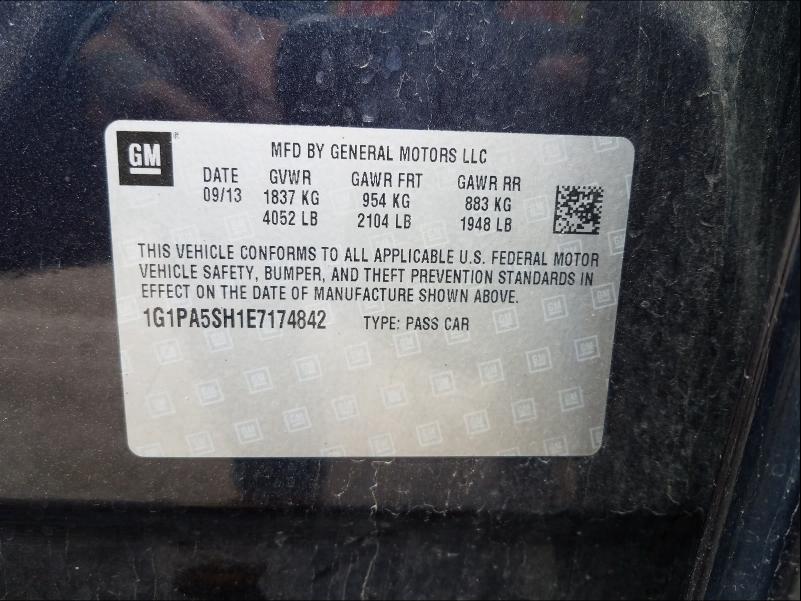 GM
MFD BY GENERAL MOTORS LLC
DATE GVWR GAWR FRT GAWR RR
09/13 1837 KG 954 KG 883 KG
4052 LB 2104 LB 1948 LB
THIS VEHICLE CONFORMS TO ALL APPLICABLE U.S. FEDERAL MOTOR
VEHICLE SAFETY, BUMPER, AND THEFT PREVENTION STANDARDS IN
EFFECT ON THE DATE OF MANUFACTURE SHOWN ABOVE.
1G1PA5SH1E7174842 TYPE: PASS CAR